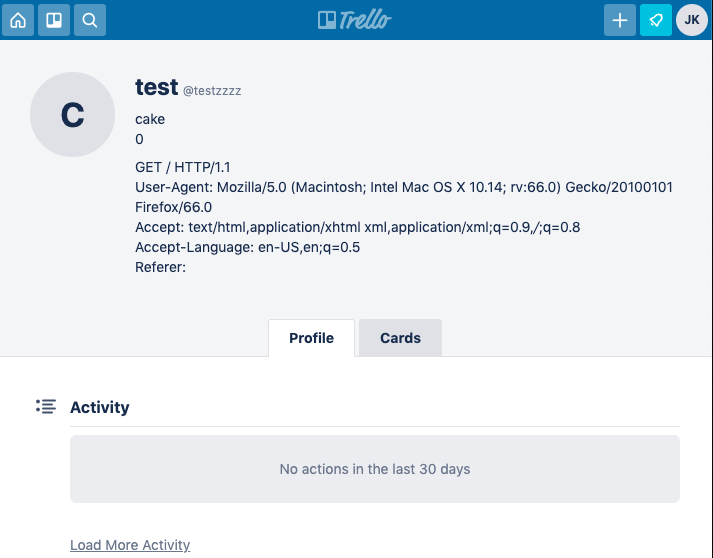 Trello
JK
C
test @testzzzz
cake
0
GET / HTTP/1.1
User-Agent: Mozilla/5.0 (Macintosh; Intel Mac OS X 10.14; rv:66.0) Gecko/20100101
Firefox/66.0
Accept: text/html,application/xhtml xml,application/xml;q=0.9,/;q=0.8
Accept-Language: en-US,en;q=0.5
Referer:
Profile Cards
Activity
No actions in the last 30 days
Load More Activity